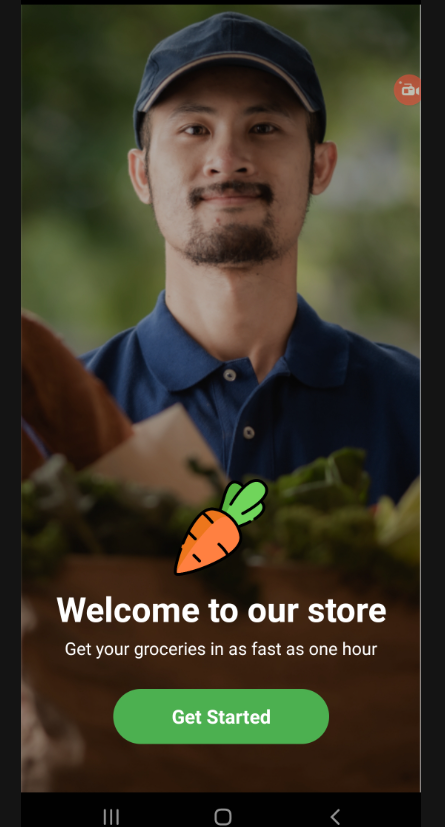 Welcome to our store
Get your groceries in as fast as one hour
Get Started